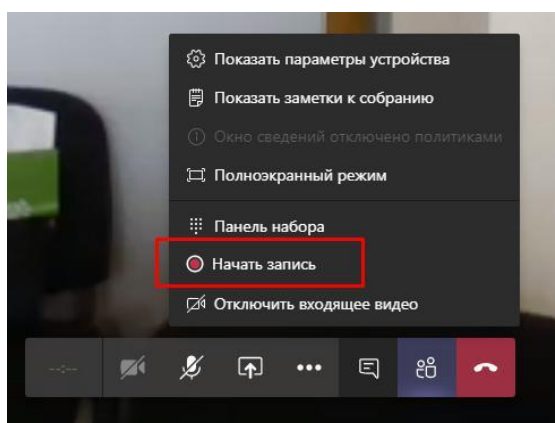 Показать параметры устройства
Показать заметки к собранию
Окно сведений отключено политиками
Полноэкранный режим
Панель набора
Начать запись
Отключить входящее видео
--:--